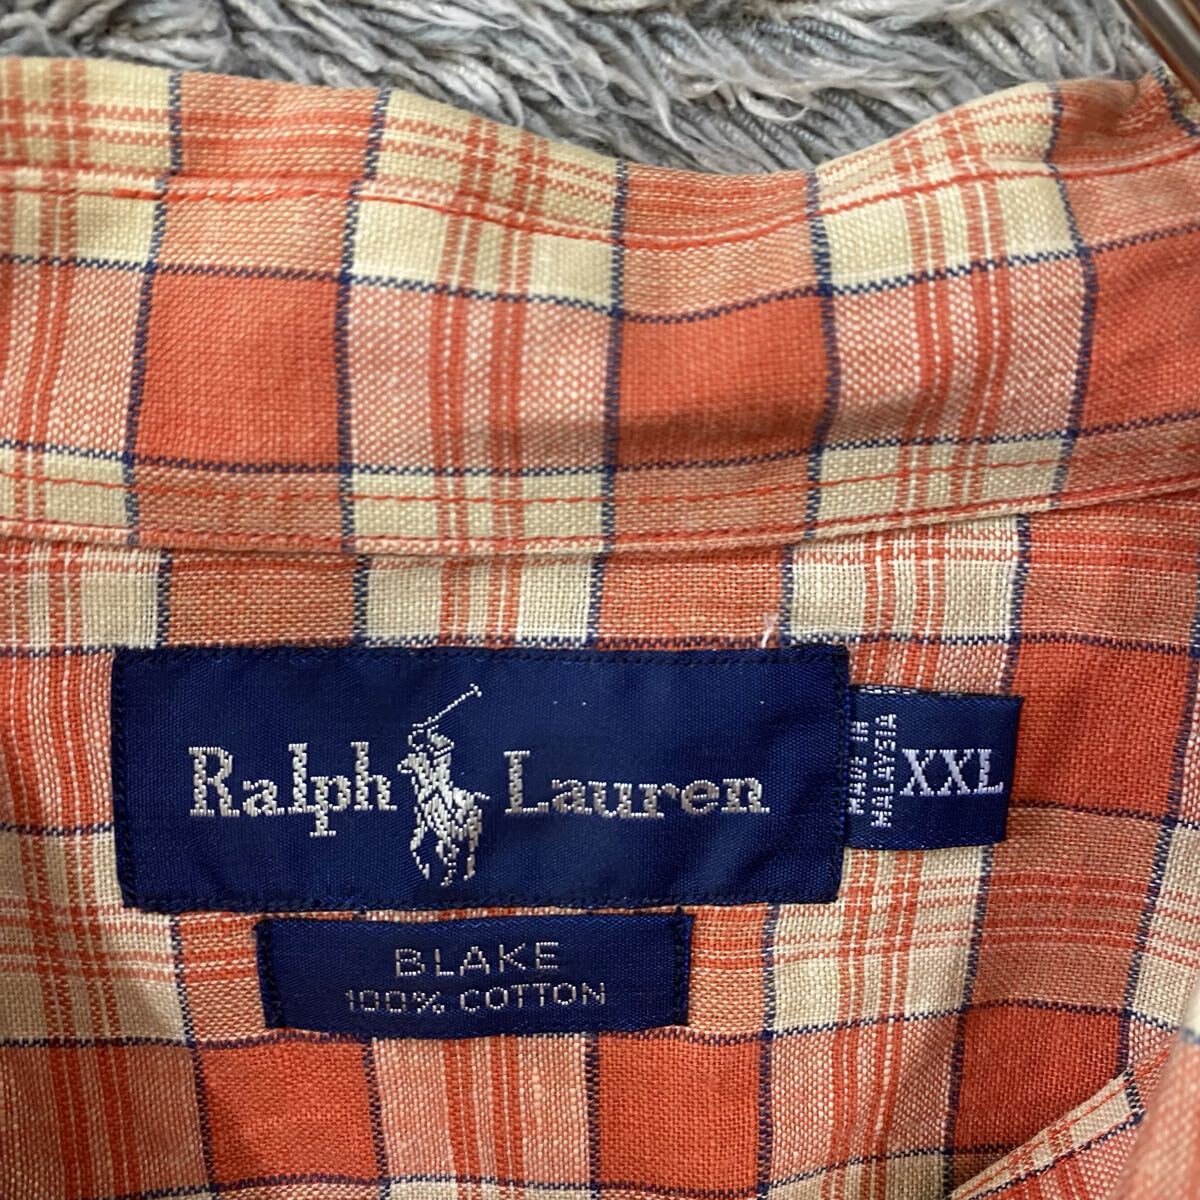 Ralph Lauren
MADE IN
MALAYSIA
XXL
BLAKE
100% COTTON